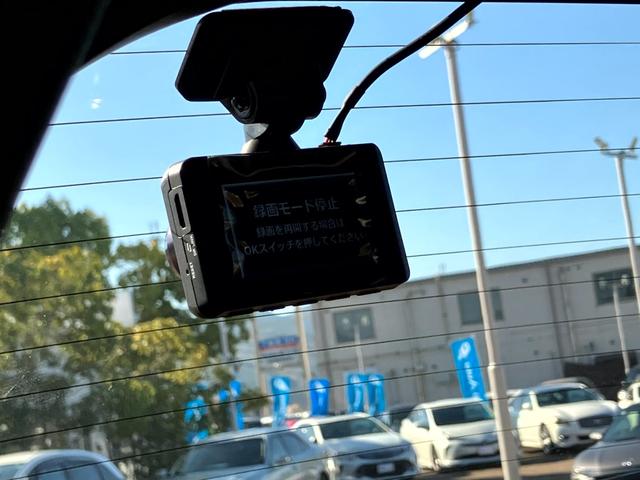 録画モード停止
録画を再開する場合は
OKスイッチを押してください